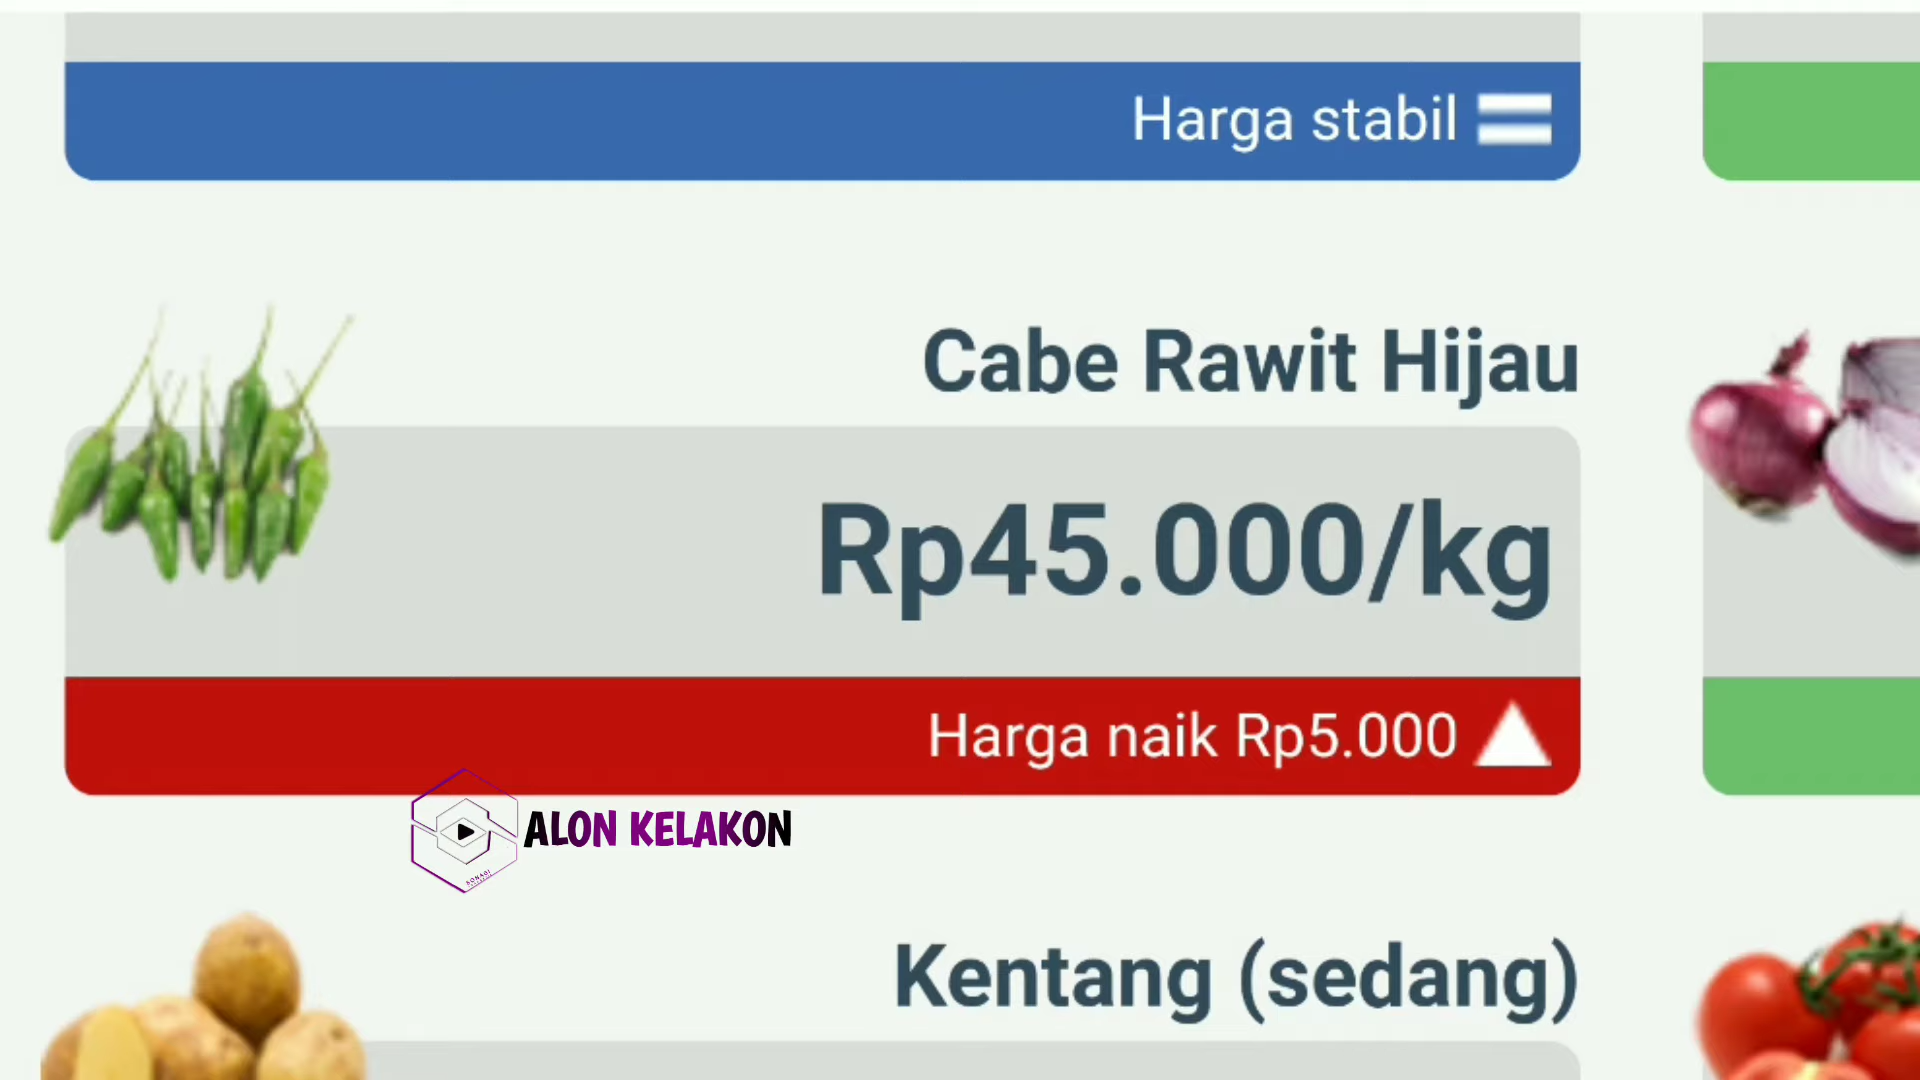 Harga stabil
Cabe Rawit Hijau
Rp45.000/kg
Harga naik Rp5.000
ALON KELAKON
Kentang (sedang)